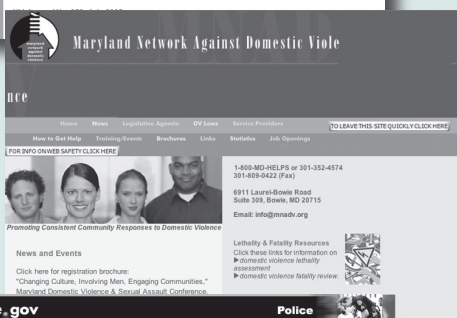 maryland
network
against
domestic
violence
MNAD
V
Maryland Network Against Domestic Viole
nce
Home News Legislative Agenda DV Laws Service Providers
TO LEAVE THIS SITE QUICKLY CLICK HERE
How to Get Help Training/Events Brochures Links Statistics Job Openings
FOR INFO ON WEB SAFETY CLICK HERE
Promoting Consistent Community Responses to Domestic Violence
News and Events
Click here for registration brochure:
"Changing Culture, Involving Men, Engaging Communities,"
Maryland Domestic Violence & Sexual Assault Conference.
1-800-MD-HELPS or 301-352-4574
301-809-0422 (Fax)
6911 Laurel-Bowie Road
Suite 309, Bowie, MD 20715
Email: info@mnadv.org
Lethality & Fatality Resources
Click these links for information on
▶domestic violence lethality
assessment
▶domestic violence fatality review.
e.gov
Police